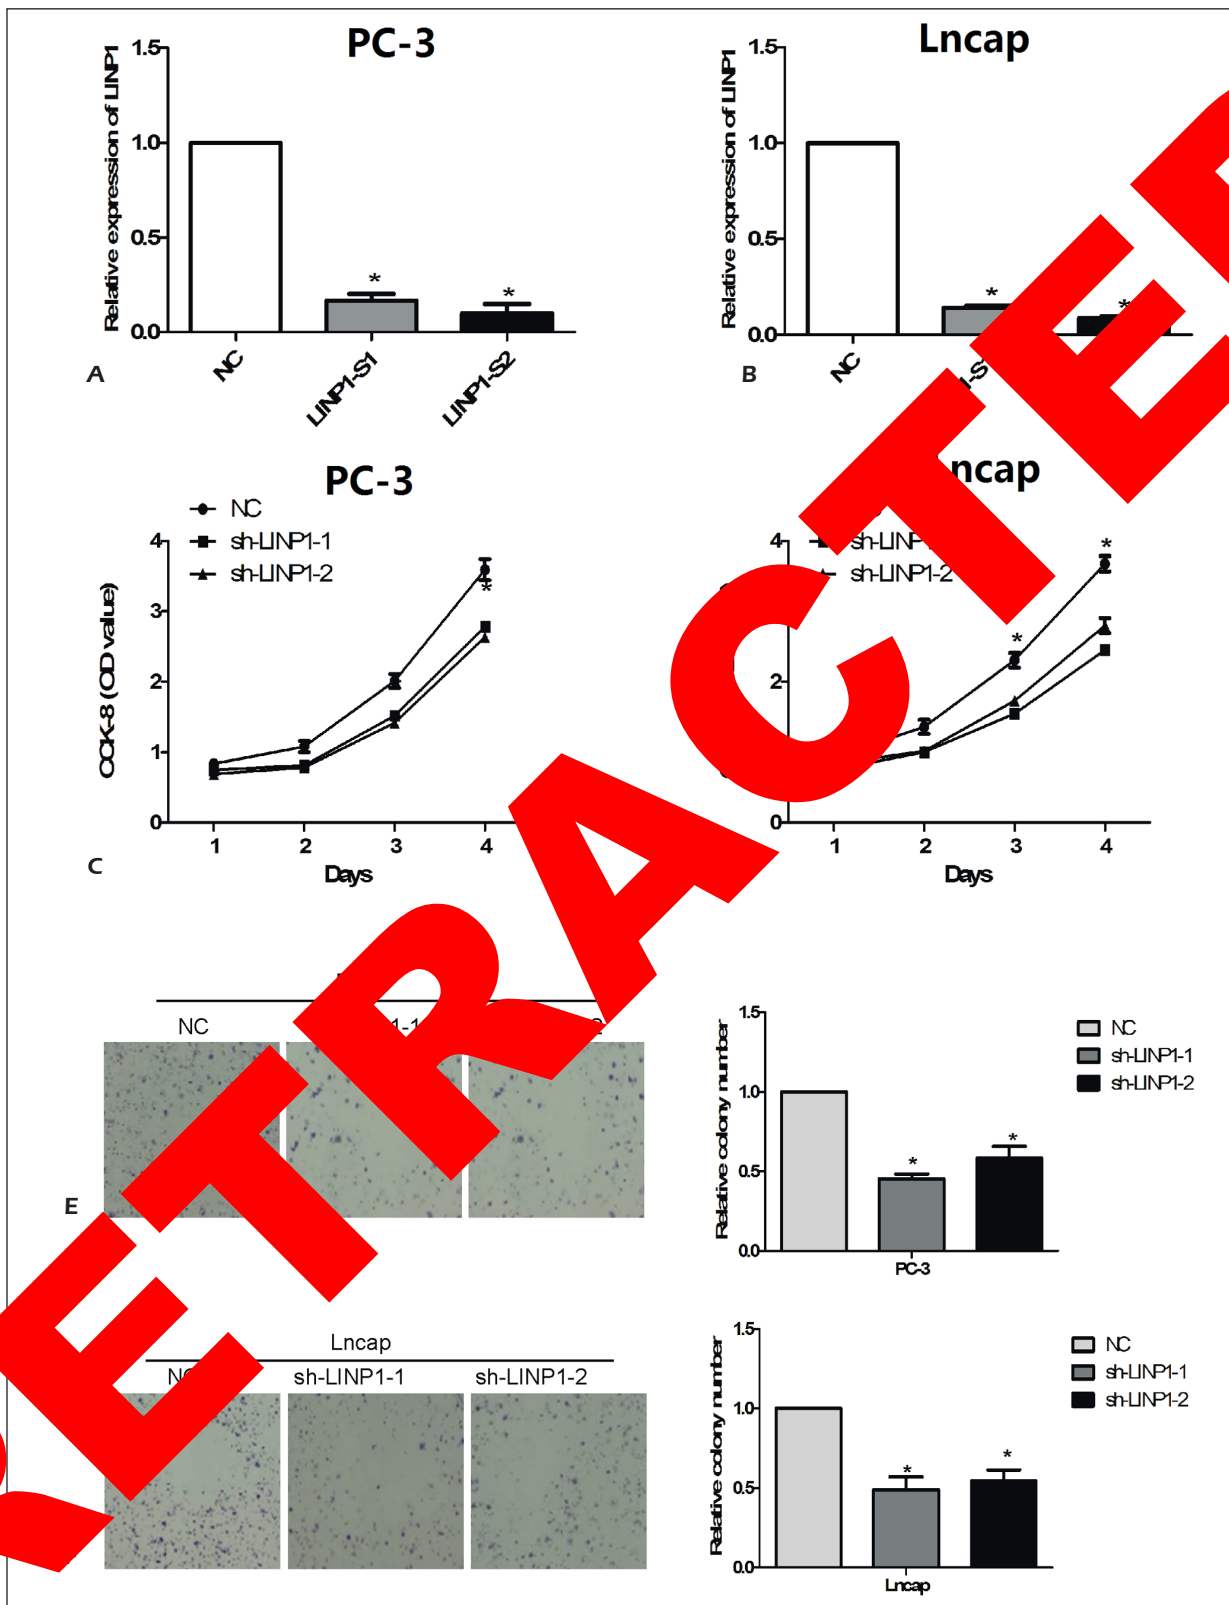 PC-3
Relative expression of LINP1
1.5
1.0
0.5
0.0
*
*
NC
LINP1-S1
LINP1-S2
A
Lncap
Relative expression of LINP1
1.5
1.0
0.5
0.0
*
*
NC
B
PC-3
NC
sh-LINP1-1
sh-LINP1-2
CCK-8 (OD value)
4
3
2
1
0
*
1 2 3 4
Days
C
4
2
0
sh-LINP1-2
*
*
1 2 3 4
Days
NC
E
Relative colony number
1.5
1.0
0.5
0.0
*
*
NC
sh-LINP1-1
sh-LINP1-2
PC-3
Lncap
sh-LINP1-1 sh-LINP1-2
Relative colony number
1.5
1.0
0.5
0.0
*
*
NC
sh-LINP1-1
sh-LINP1-2
Lncap
RETRACTED